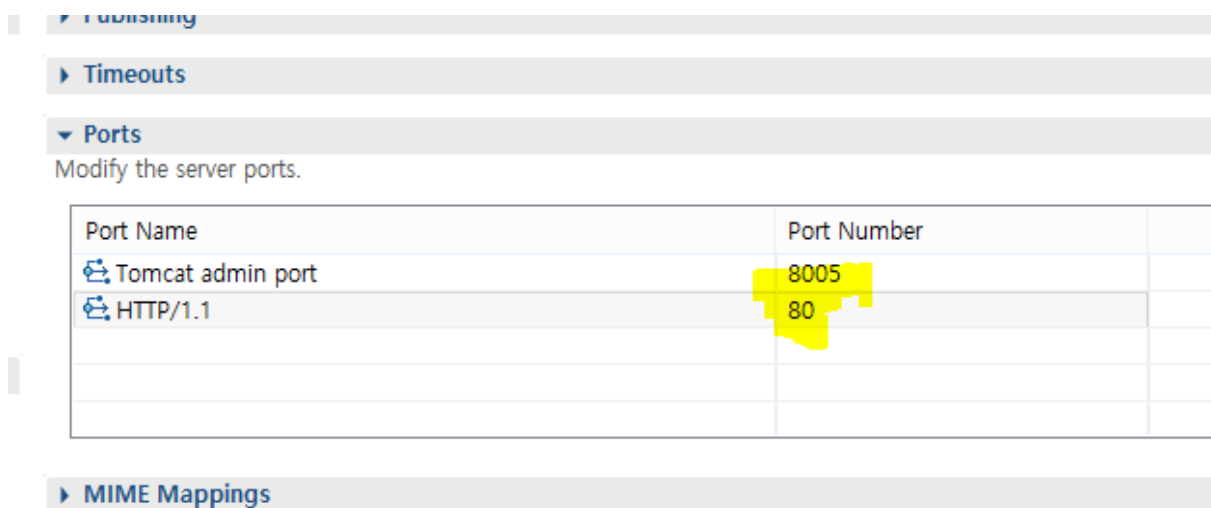 Publishing
Timeouts
Ports
Modify the server ports.
Port Name Port Number
Tomcat admin port 8005
HTTP/1.1 80
MIME Mappings